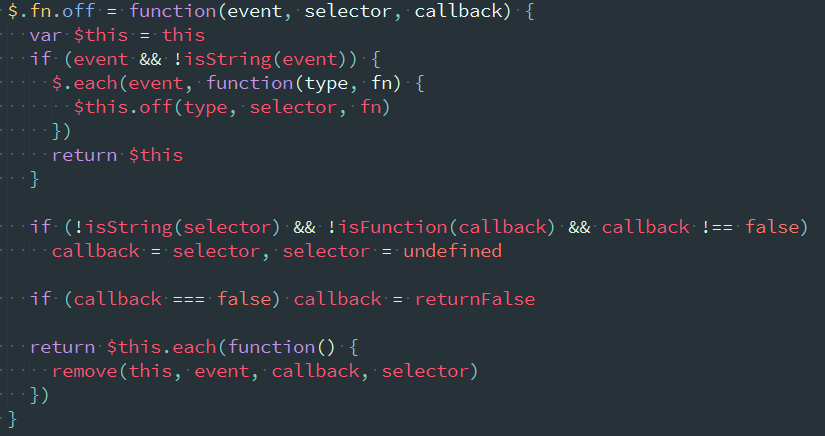 $.fn.off = function(event, selector, callback) {
  var $this = this
  if (event && !isString(event)) {
    $.each(event, function(type, fn) {
      $this.off(type, selector, fn)
    })
    return $this
  }

  if (!isString(selector) && !isFunction(callback) && callback !== false)
    callback = selector, selector = undefined

  if (callback === false) callback = returnFalse

  return $this.each(function() {
    remove(this, event, callback, selector)
  })
}